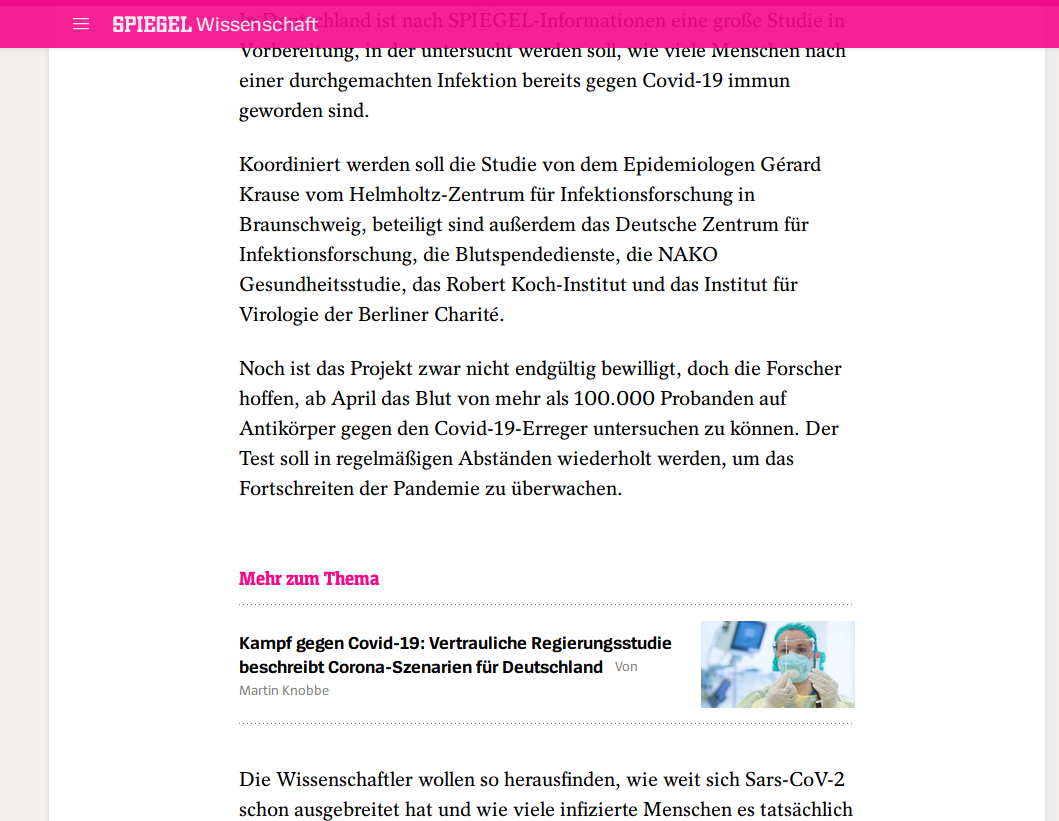 SPIEGEL Wissenschaft
In Deutschland ist nach SPIEGEL-Informationen eine große Studie in
Vorbereitung, in der untersucht werden soll, wie viele Menschen nach
einer durchgemachten Infektion bereits gegen Covid-19 immun
geworden sind.
Koordiniert werden soll die Studie von dem Epidemiologen Gérard
Krause vom Helmholtz-Zentrum für Infektionsforschung in
Braunschweig, beteiligt sind außerdem das Deutsche Zentrum für
Infektionsforschung, die Blutspendedienste, die NAKO
Gesundheitsstudie, das Robert Koch-Institut und das Institut für
Virologie der Berliner Charité.
Noch ist das Projekt zwar nicht endgültig bewilligt, doch die Forscher
hoffen, ab April das Blut von mehr als 100.000 Probanden auf
Antikörper gegen den Covid-19-Erreger untersuchen zu können. Der
Test soll in regelmäßigen Abständen wiederholt werden, um das
Fortschreiten der Pandemie zu überwachen.
Mehr zum Thema
Kampf gegen Covid-19: Vertrauliche Regierungsstudie
beschreibt Corona-Szenarien für Deutschland Von
Martin Knobbe
Die Wissenschaftler wollen so herausfinden, wie weit sich Sars-CoV-2
schon ausgebreitet hat und wie viele infizierte Menschen es tatsächlich